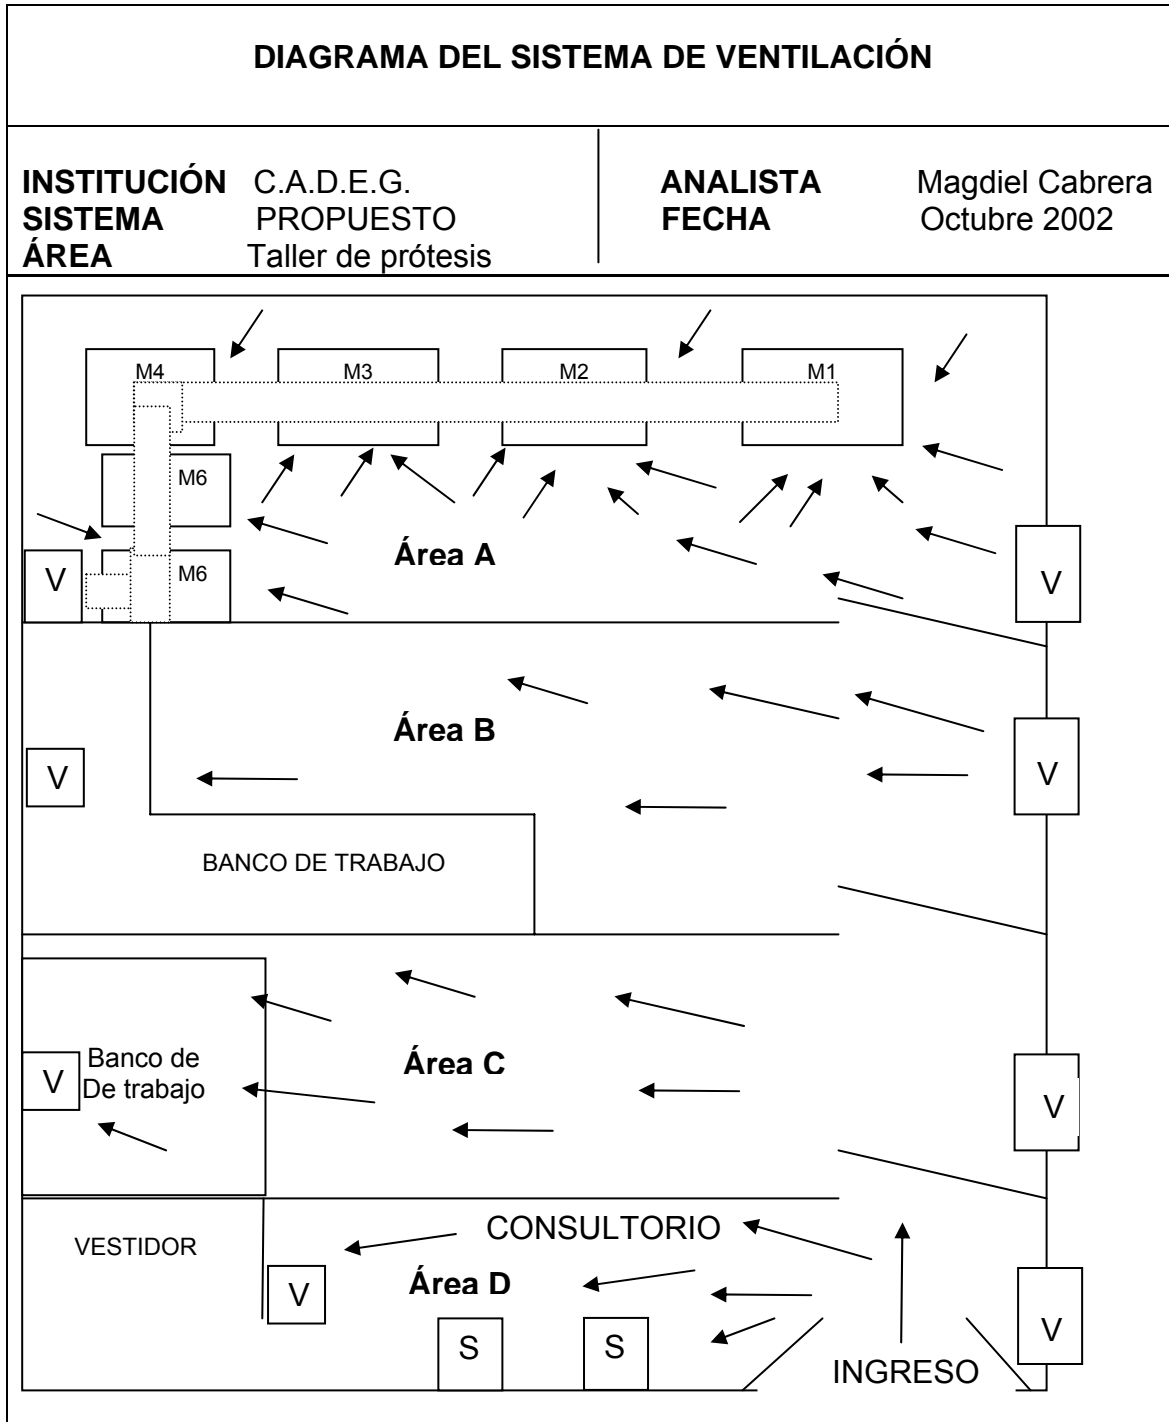 DIAGRAMA DEL SISTEMA DE VENTILACIÓN
INSTITUCIÓN C.A.D.E.G.
SISTEMA PROPUESTO
ÁREA Taller de prótesis
ANALISTA Magdiel Cabrera
FECHA Octubre 2002
M4 M3 M2 M1
M6
Área A
V M6 V
Área B
V V
BANCO DE TRABAJO
Área C
Banco de
V De trabajo V
CONSULTORIO
VESTIDOR
Área D
V V
S S
INGRESO